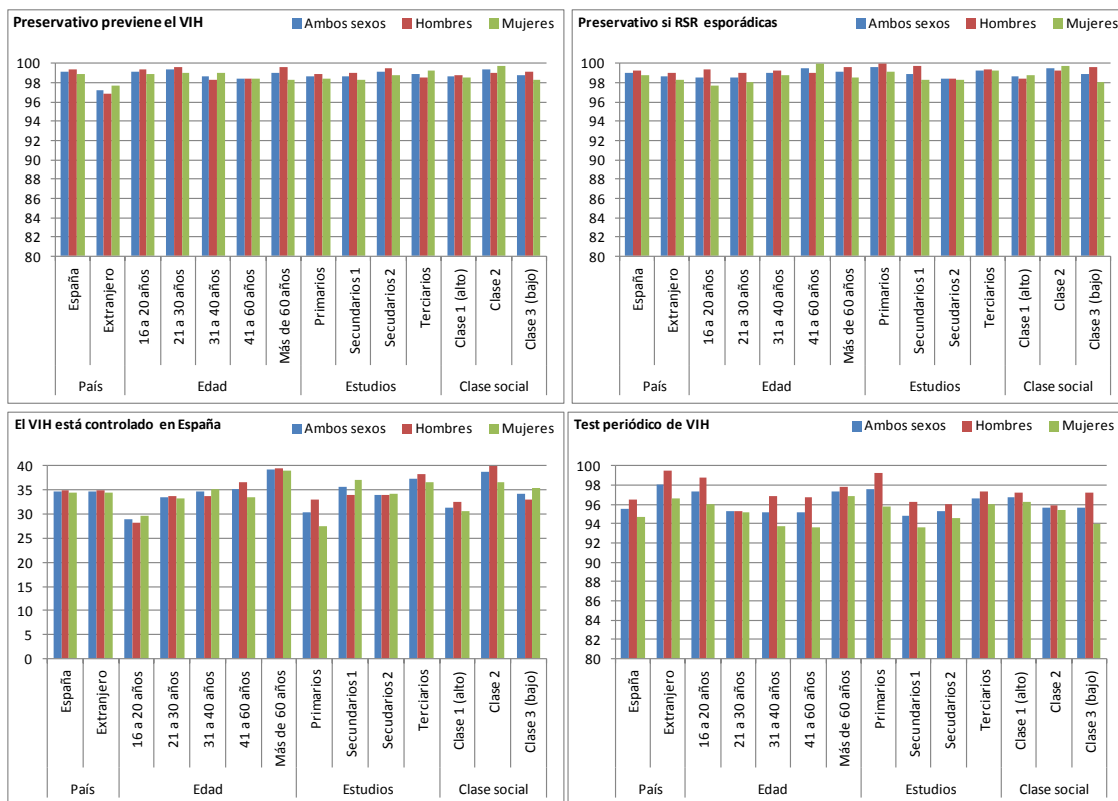 Preservativo previene el VIH
Ambos sexos Hombres Mujeres
100
98
96
94
92
90
88
86
84
82
80
España
Extranjero
16 a 20 años
21 a 30 años
31 a 40 años
41 a 60 años
Más de 60 años
Primarios
Secundarios 1
Secudarios 2
Terciarios
Clase 1 (alto)
Clase 2
Clase 3 (bajo)
País Edad Estudios Clase social
Preservativo si RSR esporádicas
Ambos sexos Hombres Mujeres
100
98
96
94
92
90
88
86
84
82
80
España
Extranjero
16 a 20 años
21 a 30 años
31 a 40 años
41 a 60 años
Más de 60 años
Primarios
Secundarios 1
Secudarios 2
Terciarios
Clase 1 (alto)
Clase 2
Clase 3 (bajo)
País Edad Estudios Clase social
El VIH está controlado en España
Ambos sexos Hombres Mujeres
40
35
30
25
20
15
10
5
0
España
Extranjero
16 a 20 años
21 a 30 años
31 a 40 años
41 a 60 años
Más de 60 años
Primarios
Secundarios 1
Secudarios 2
Terciarios
Clase 1 (alto)
Clase 2
Clase 3 (bajo)
País Edad Estudios Clase social
Test periódico de VIH
Ambos sexos Hombres Mujeres
100
98
96
94
92
90
88
86
84
82
80
España
Extranjero
16 a 20 años
21 a 30 años
31 a 40 años
41 a 60 años
Más de 60 años
Primarios
Secundarios 1
Secudarios 2
Terciarios
Clase 1 (alto)
Clase 2
Clase 3 (bajo)
País Edad Estudios Clase social